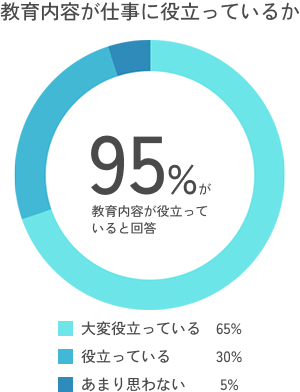 教育内容が仕事に役立っているか
95%が
教育内容が役立って
いると回答
大変役立っている 65%
役立っている 30%
あまり思わない 5%